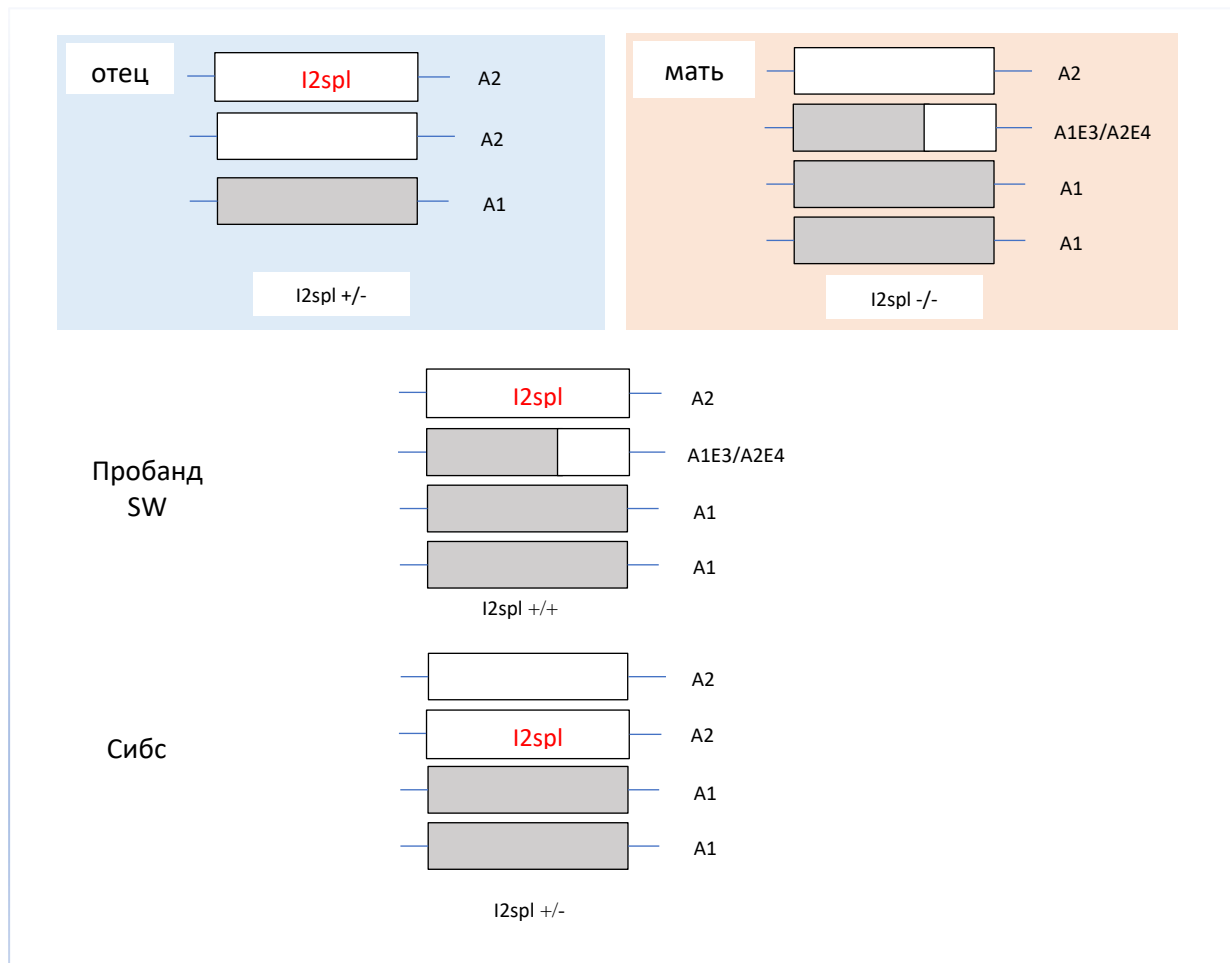 отец
I2spl
A2
A2
A1
I2spl +/-
мать
A2
A1E3/A2E4
A1
A1
I2spl -/-
Пробанд
SW
I2spl
A2
A1E3/A2E4
A1
A1
I2spl +/+
Сибс
A2
I2spl
A2
A1
A1
I2spl +/-